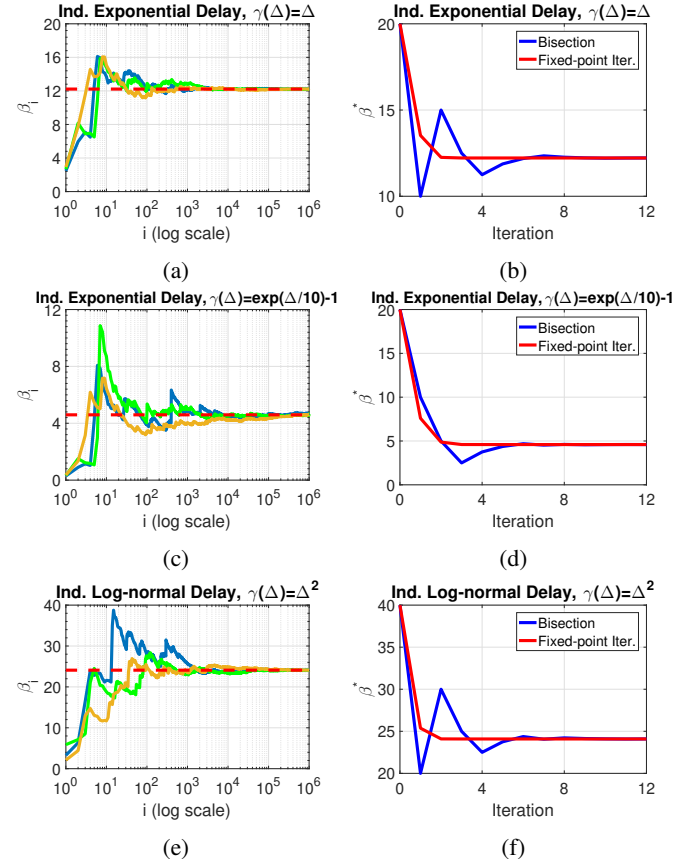 Ind. Exponential Delay, γ(Δ)=Δ
20
16
12
8
4
0
β_i
10^0 10^1 10^2 10^3 10^4 10^5 10^6
i (log scale)
(a)
Ind. Exponential Delay, γ(Δ)=Δ
Bisection
Fixed-point Iter.
20
15
10
β*
0 4 8 12
Iteration
(b)
Ind. Exponential Delay, γ(Δ)=exp(Δ/10)-1
12
8
4
0
β_i
10^0 10^1 10^2 10^3 10^4 10^5 10^6
i (log scale)
(c)
Ind. Exponential Delay, γ(Δ)=exp(Δ/10)-1
Bisection
Fixed-point Iter.
20
15
10
5
0
β*
0 4 8 12
Iteration
(d)
Ind. Log-normal Delay, γ(Δ)=Δ^2
40
30
20
10
0
β_i
10^0 10^1 10^2 10^3 10^4 10^5 10^6
i (log scale)
(e)
Ind. Log-normal Delay, γ(Δ)=Δ^2
Bisection
Fixed-point Iter.
40
35
30
25
20
β*
0 4 8 12
Iteration
(f)